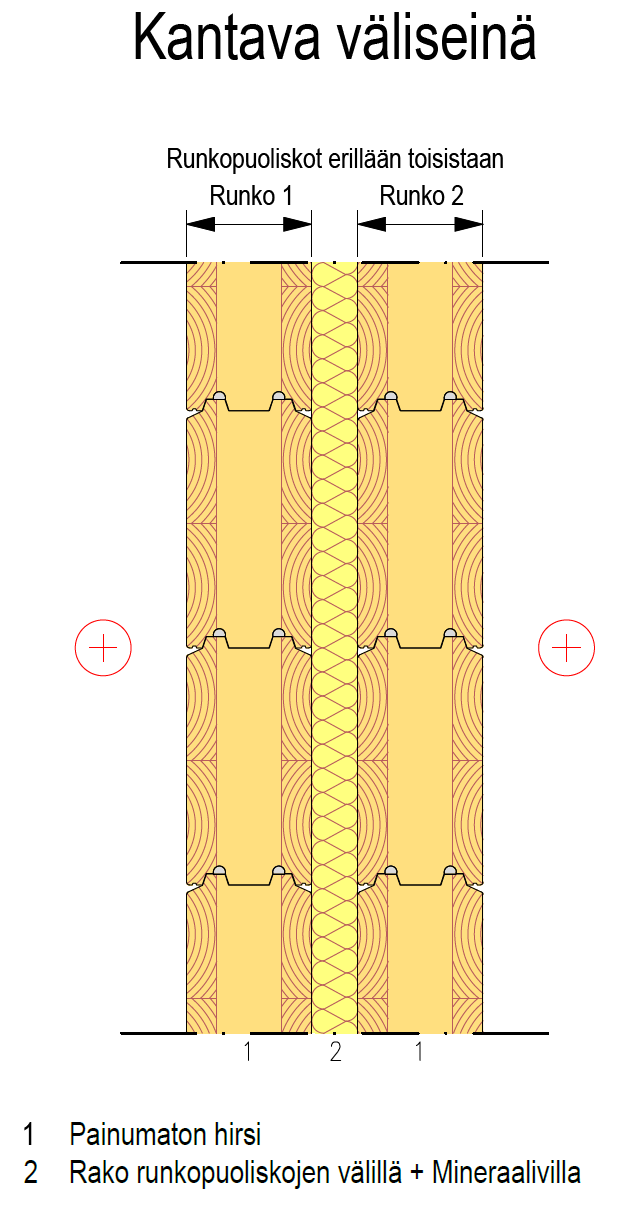 Kantava väliseinä
Runkopuoliskot erillään toisistaan
Runko 1 Runko 2
1 2 1
1 Painumaton hirsi
2 Rako runkopuoliskojen välillä + Mineraalivilla